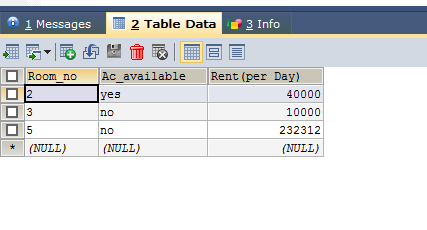 1 Messages 2 Table Data 3 Info
Room_no Ac_available Rent(per Day)
2 yes 40000
3 no 10000
5 no 232312
* (NULL) (NULL) (NULL)